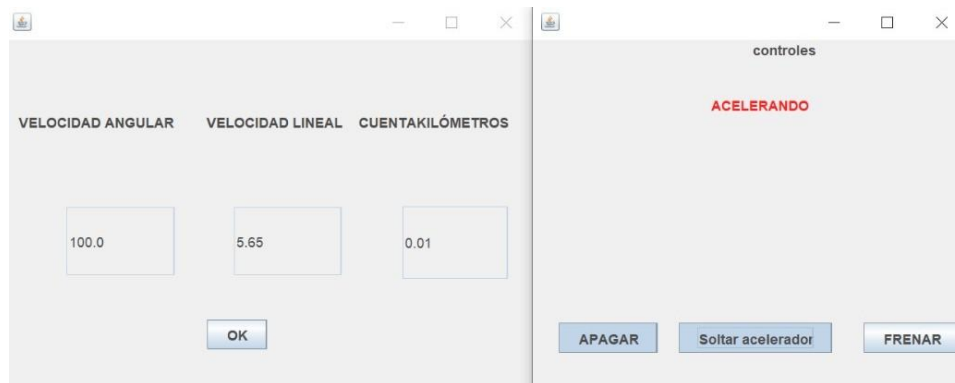 VELOCIDAD ANGULAR VELOCIDAD LINEAL CUENTAKILÓMETROS
100.0 5.65 0.01
OK
controles
ACELERANDO
APAGAR Soltar acelerador FRENAR